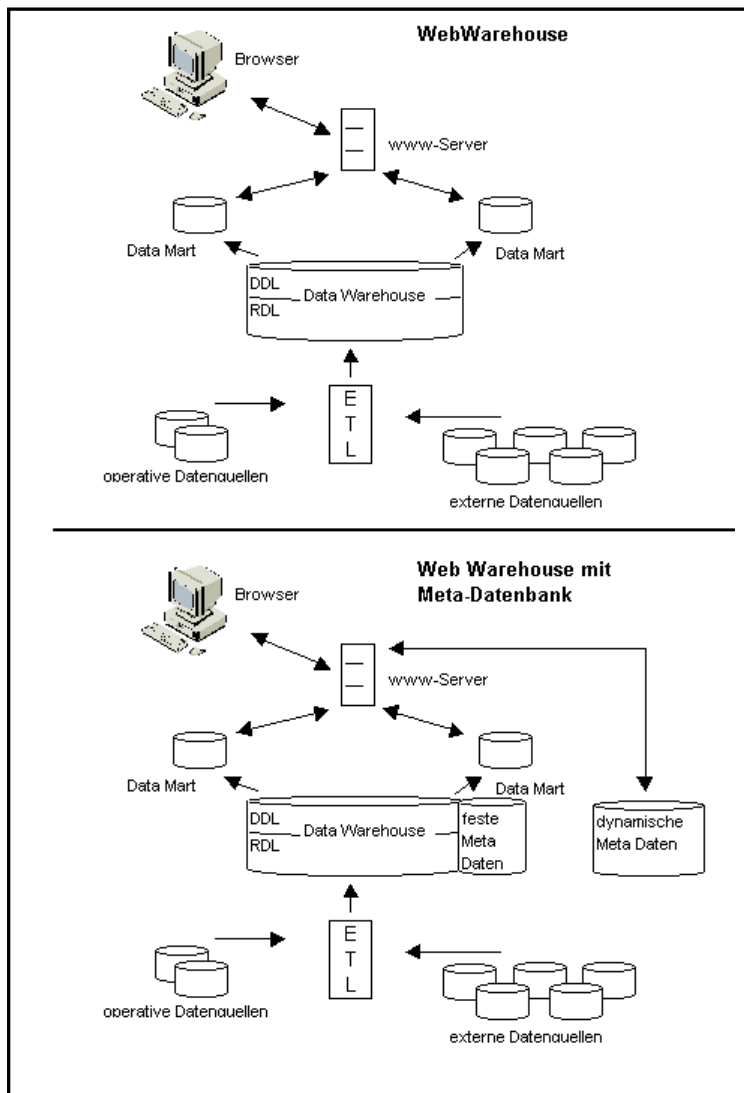 WebWarehouse
Browser
www-Server
Data Mart
Data Mart
DDL
Data Warehouse
RDL
E
T
L
operative Datenquellen
externe Datenquellen
Web Warehouse mit
Meta-Datenbank
Browser
www-Server
Data Mart
Data Mart
DDL
Data Warehouse
RDL
feste
Meta
Daten
dynamische
Meta Daten
E
T
L
operative Datenquellen
externe Datenquellen